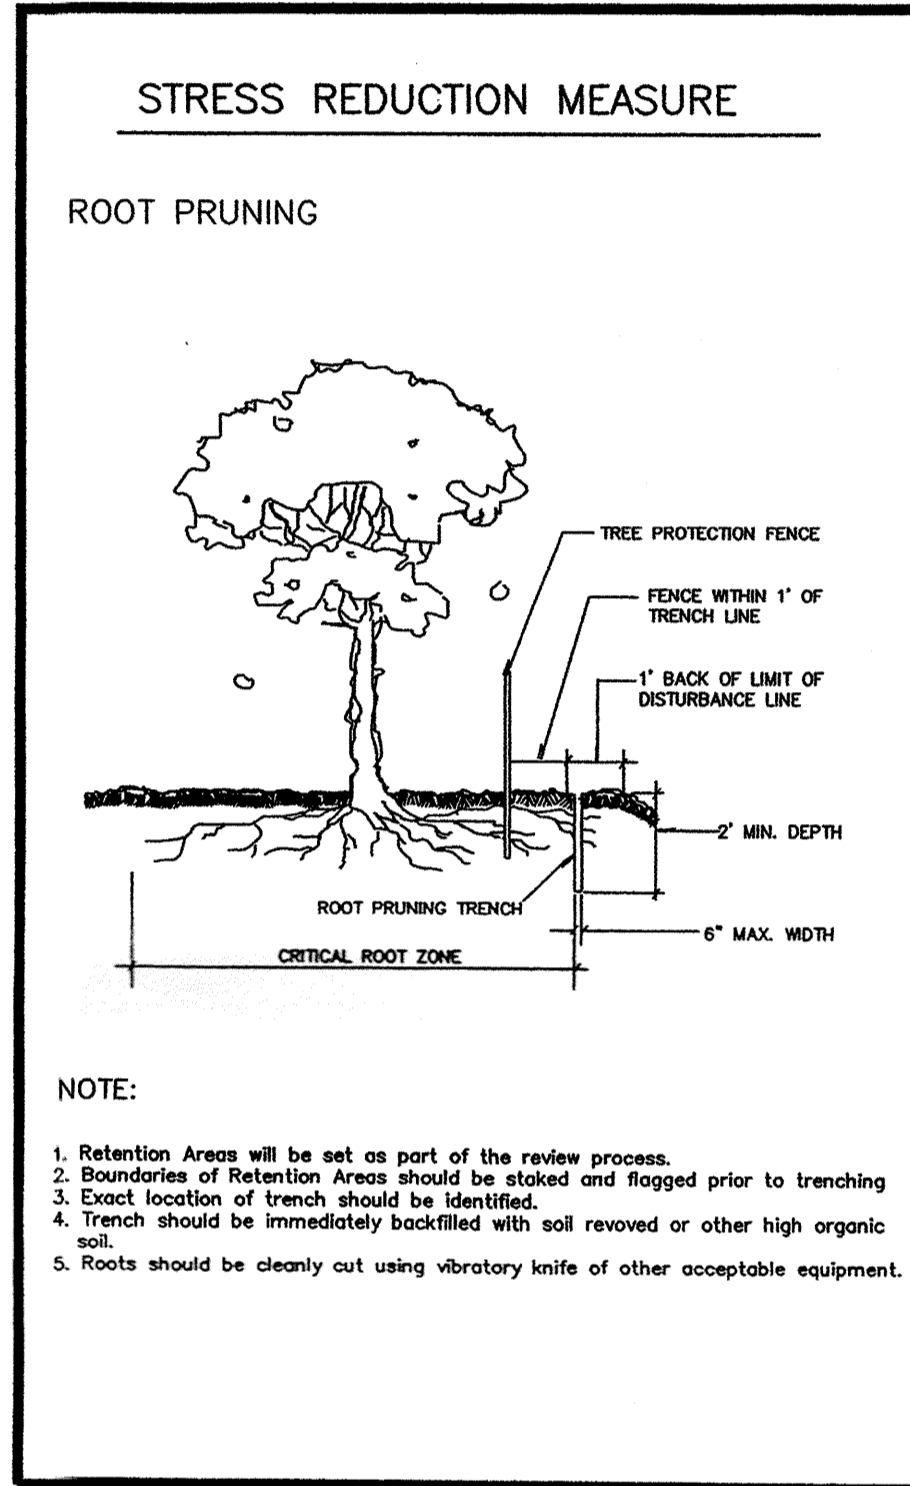 STRESS REDUCTION MEASURE
ROOT PRUNING
TREE PROTECTION FENCE
FENCE WITHIN 1' OF
TRENCH LINE
1' BACK OF LIMIT OF
DISTURBANCE LINE
2' MIN. DEPTH
ROOT PRUNING TRENCH
6" MAX. WIDTH
CRITICAL ROOT ZONE
NOTE:
1. Retention Areas will be set as part of the review process.
2. Boundaries of Retention Areas should be staked and flagged prior to trenching
3. Exact location of trench should be identified.
4. Trench should be immediately backfilled with soil revoved or other high organic
soil.
5. Roots should be cleanly cut using vibratory knife of other acceptable equipment.